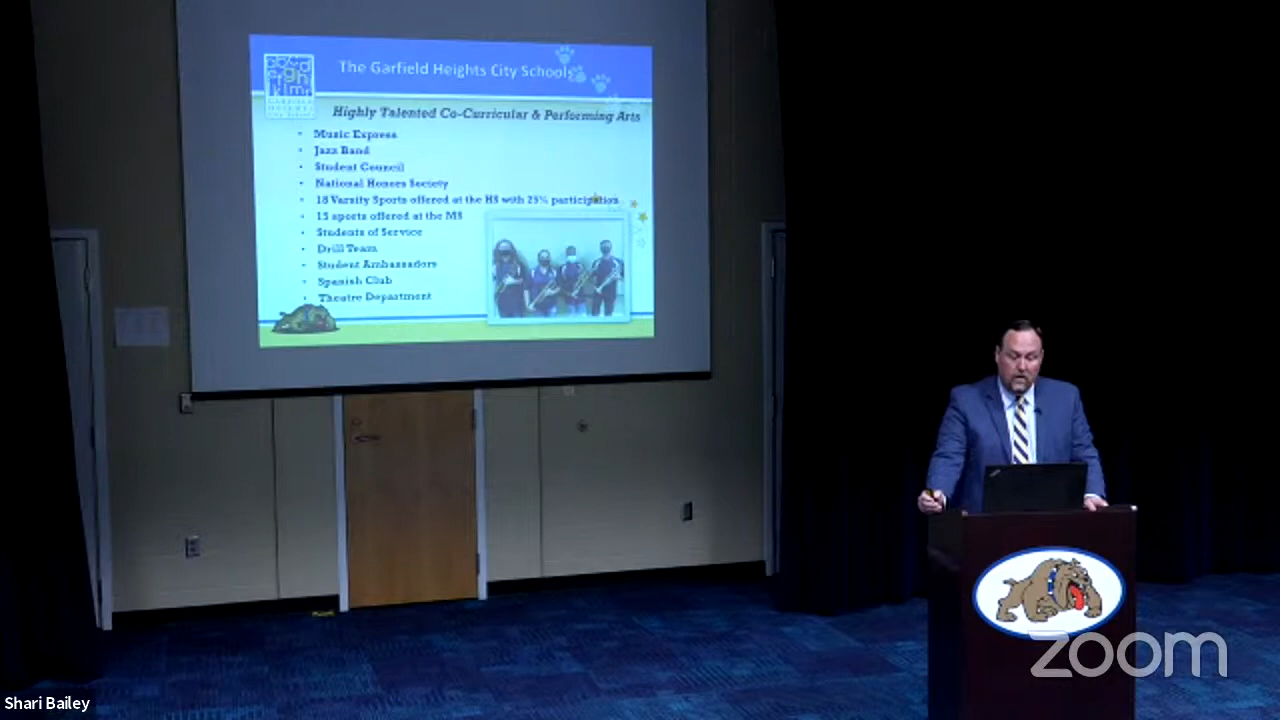 The Garfield Heights City Schools
Highly Talented Co-Curricular & Performing Arts
• Music Express
• Jazz Band
• Student Council
• National Honors Society
• 18 Varsity Sports offered at the HS with 25% participation
• 15 sports offered at the MS
• Students of Service
• Drill Team
• Student Ambassadors
• Spanish Club
• Theatre Department
zoom
Shari Bailey